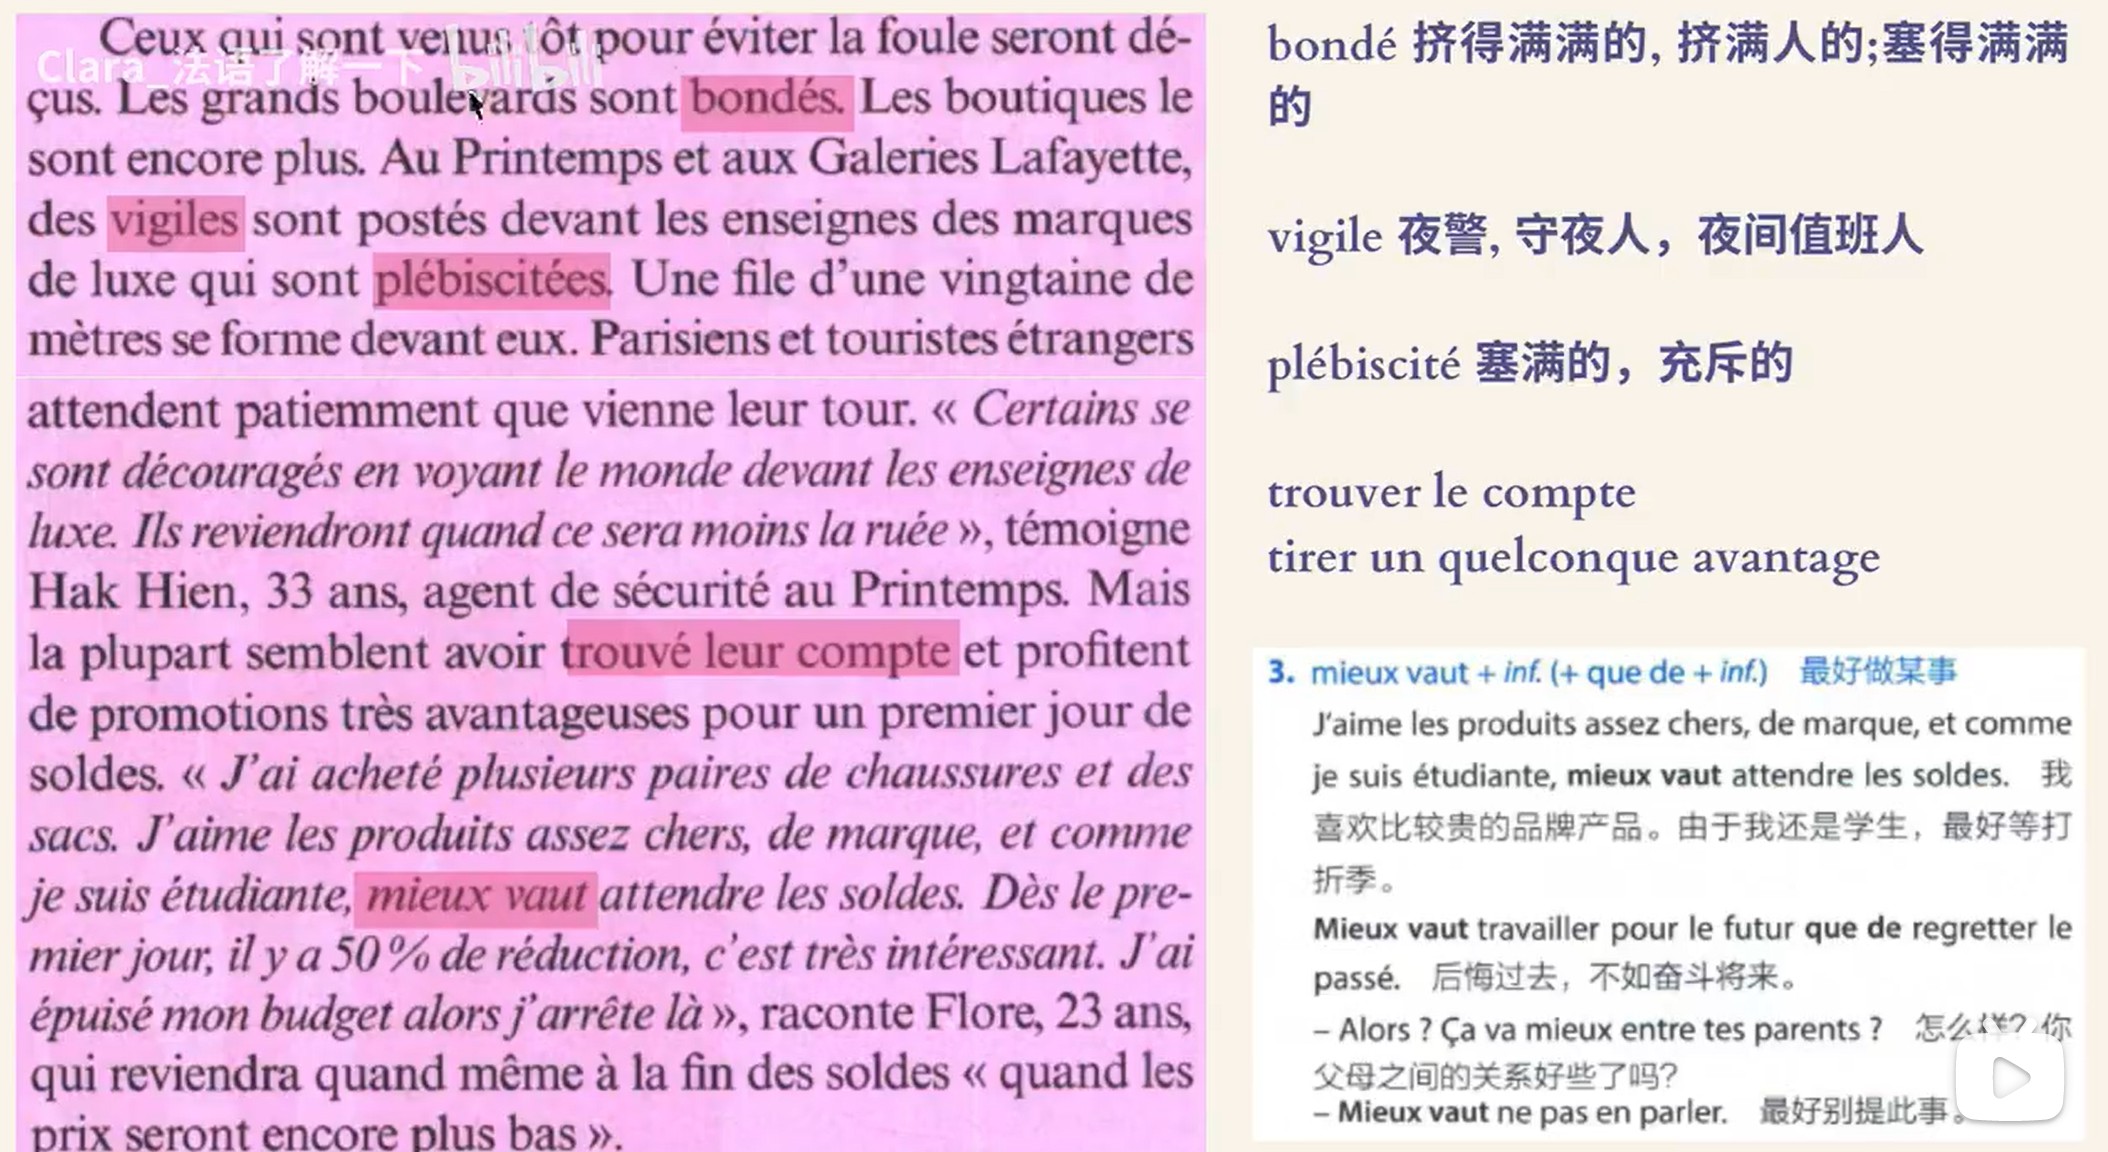 Ceux qui sont venus tôt pour éviter la foule seront dé-
Clara_法语了解一下 bilibili
çus. Les grands boulevards sont bondés. Les boutiques le
sont encore plus. Au Printemps et aux Galeries Lafayette,
des vigiles sont postés devant les enseignes des marques
de luxe qui sont plébiscitées. Une file d'une vingtaine de
mètres se forme devant eux. Parisiens et touristes étrangers
attendent patiemment que vienne leur tour. « Certains se
sont découragés en voyant le monde devant les enseignes de
luxe. Ils reviendront quand ce sera moins la ruée », témoigne
Hak Hien, 33 ans, agent de sécurité au Printemps. Mais
la plupart semblent avoir trouvé leur compte et profitent
de promotions très avantageuses pour un premier jour de
soldes. « J'ai acheté plusieurs paires de chaussures et des
sacs. J'aime les produits assez chers, de marque, et comme
je suis étudiante, mieux vaut attendre les soldes. Dès le pre-
mier jour, il y a 50 % de réduction, c'est très intéressant. J'ai
épuisé mon budget alors j'arrête là », raconte Flore, 23 ans,
qui reviendra quand même à la fin des soldes « quand les
prix seront encore plus bas ».
bondé 挤得满满的, 挤满人的;塞得满满
的
vigile 夜警, 守夜人，夜间值班人
plébiscité 塞满的，充斥的
trouver le compte
tirer un quelconque avantage
3. mieux vaut + inf. (+ que de + inf.) 最好做某事
J'aime les produits assez chers, de marque, et comme
je suis étudiante, mieux vaut attendre les soldes. 我
喜欢比较贵的品牌产品。由于我还是学生，最好等打
折季。
Mieux vaut travailler pour le futur que de regretter le
passé. 后悔过去，不如奋斗将来。
– Alors ? Ça va mieux entre tes parents ? 怎么样？你
父母之间的关系好些了吗？
– Mieux vaut ne pas en parler. 最好别提此事。